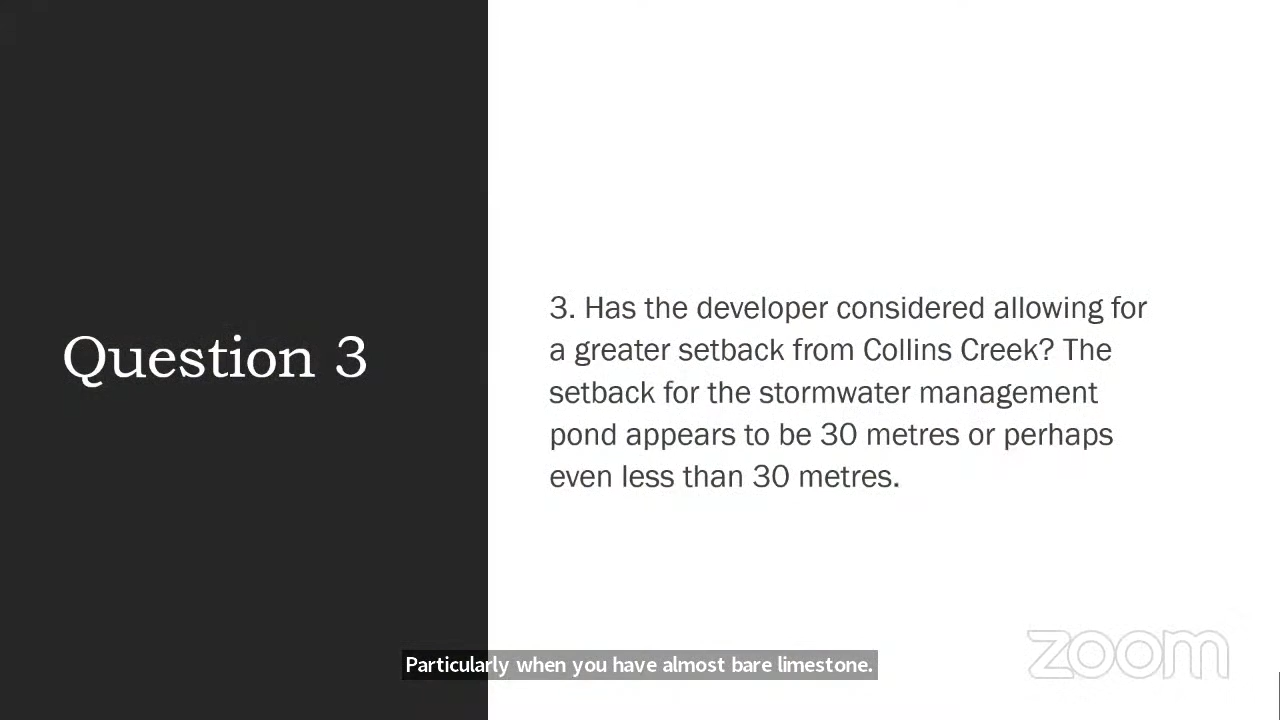 Question 3
3. Has the developer considered allowing for
a greater setback from Collins Creek? The
setback for the stormwater management
pond appears to be 30 metres or perhaps
even less than 30 metres.
Particularly when you have almost bare limestone.
zoom